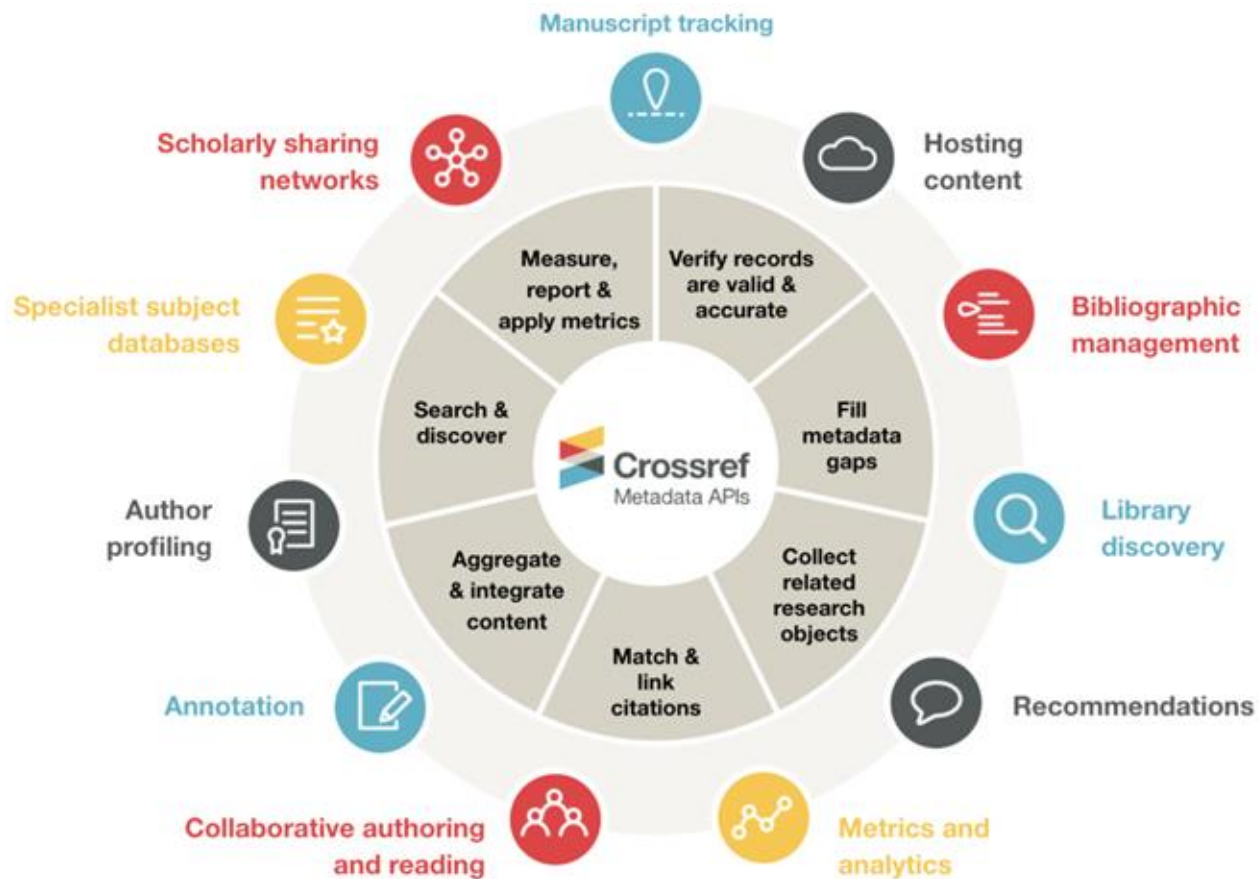 Manuscript tracking
Hosting
content
Bibliographic
management
Library
discovery
Recommendations
Metrics and
analytics
Collaborative authoring
and reading
Annotation
Author
profiling
Specialist subject
databases
Scholarly sharing
networks
Verify records
are valid &
accurate
Fill
metadata
gaps
Collect
related
research
objects
Match &
link
citations
Aggregate
& integrate
content
Search &
discover
Measure,
report &
apply metrics
Crossref
Metadata APIs